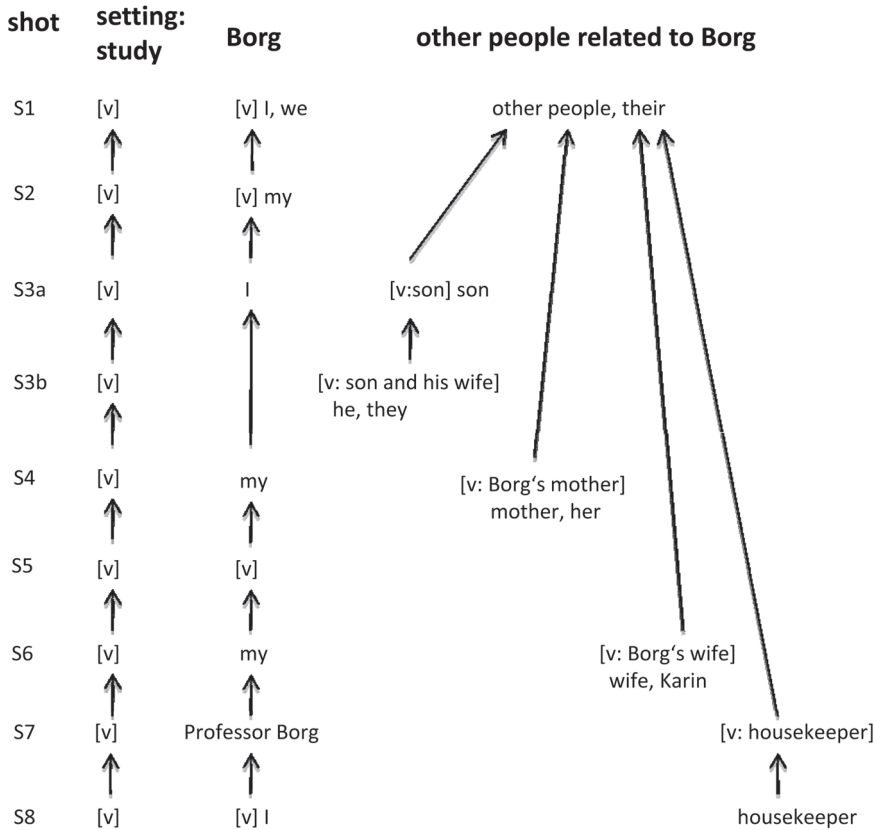 shot setting: study Borg other people related to Borg
S1 [v] [v] I, we other people, their
S2 [v] [v] my
S3a [v] I [v:son] son
S3b [v] [v: son and his wife]
he, they
S4 [v] my [v: Borg‘s mother]
mother, her
S5 [v] [v]
S6 [v] my [v: Borg‘s wife]
wife, Karin
S7 [v] Professor Borg [v: housekeeper]
S8 [v] [v] I housekeeper